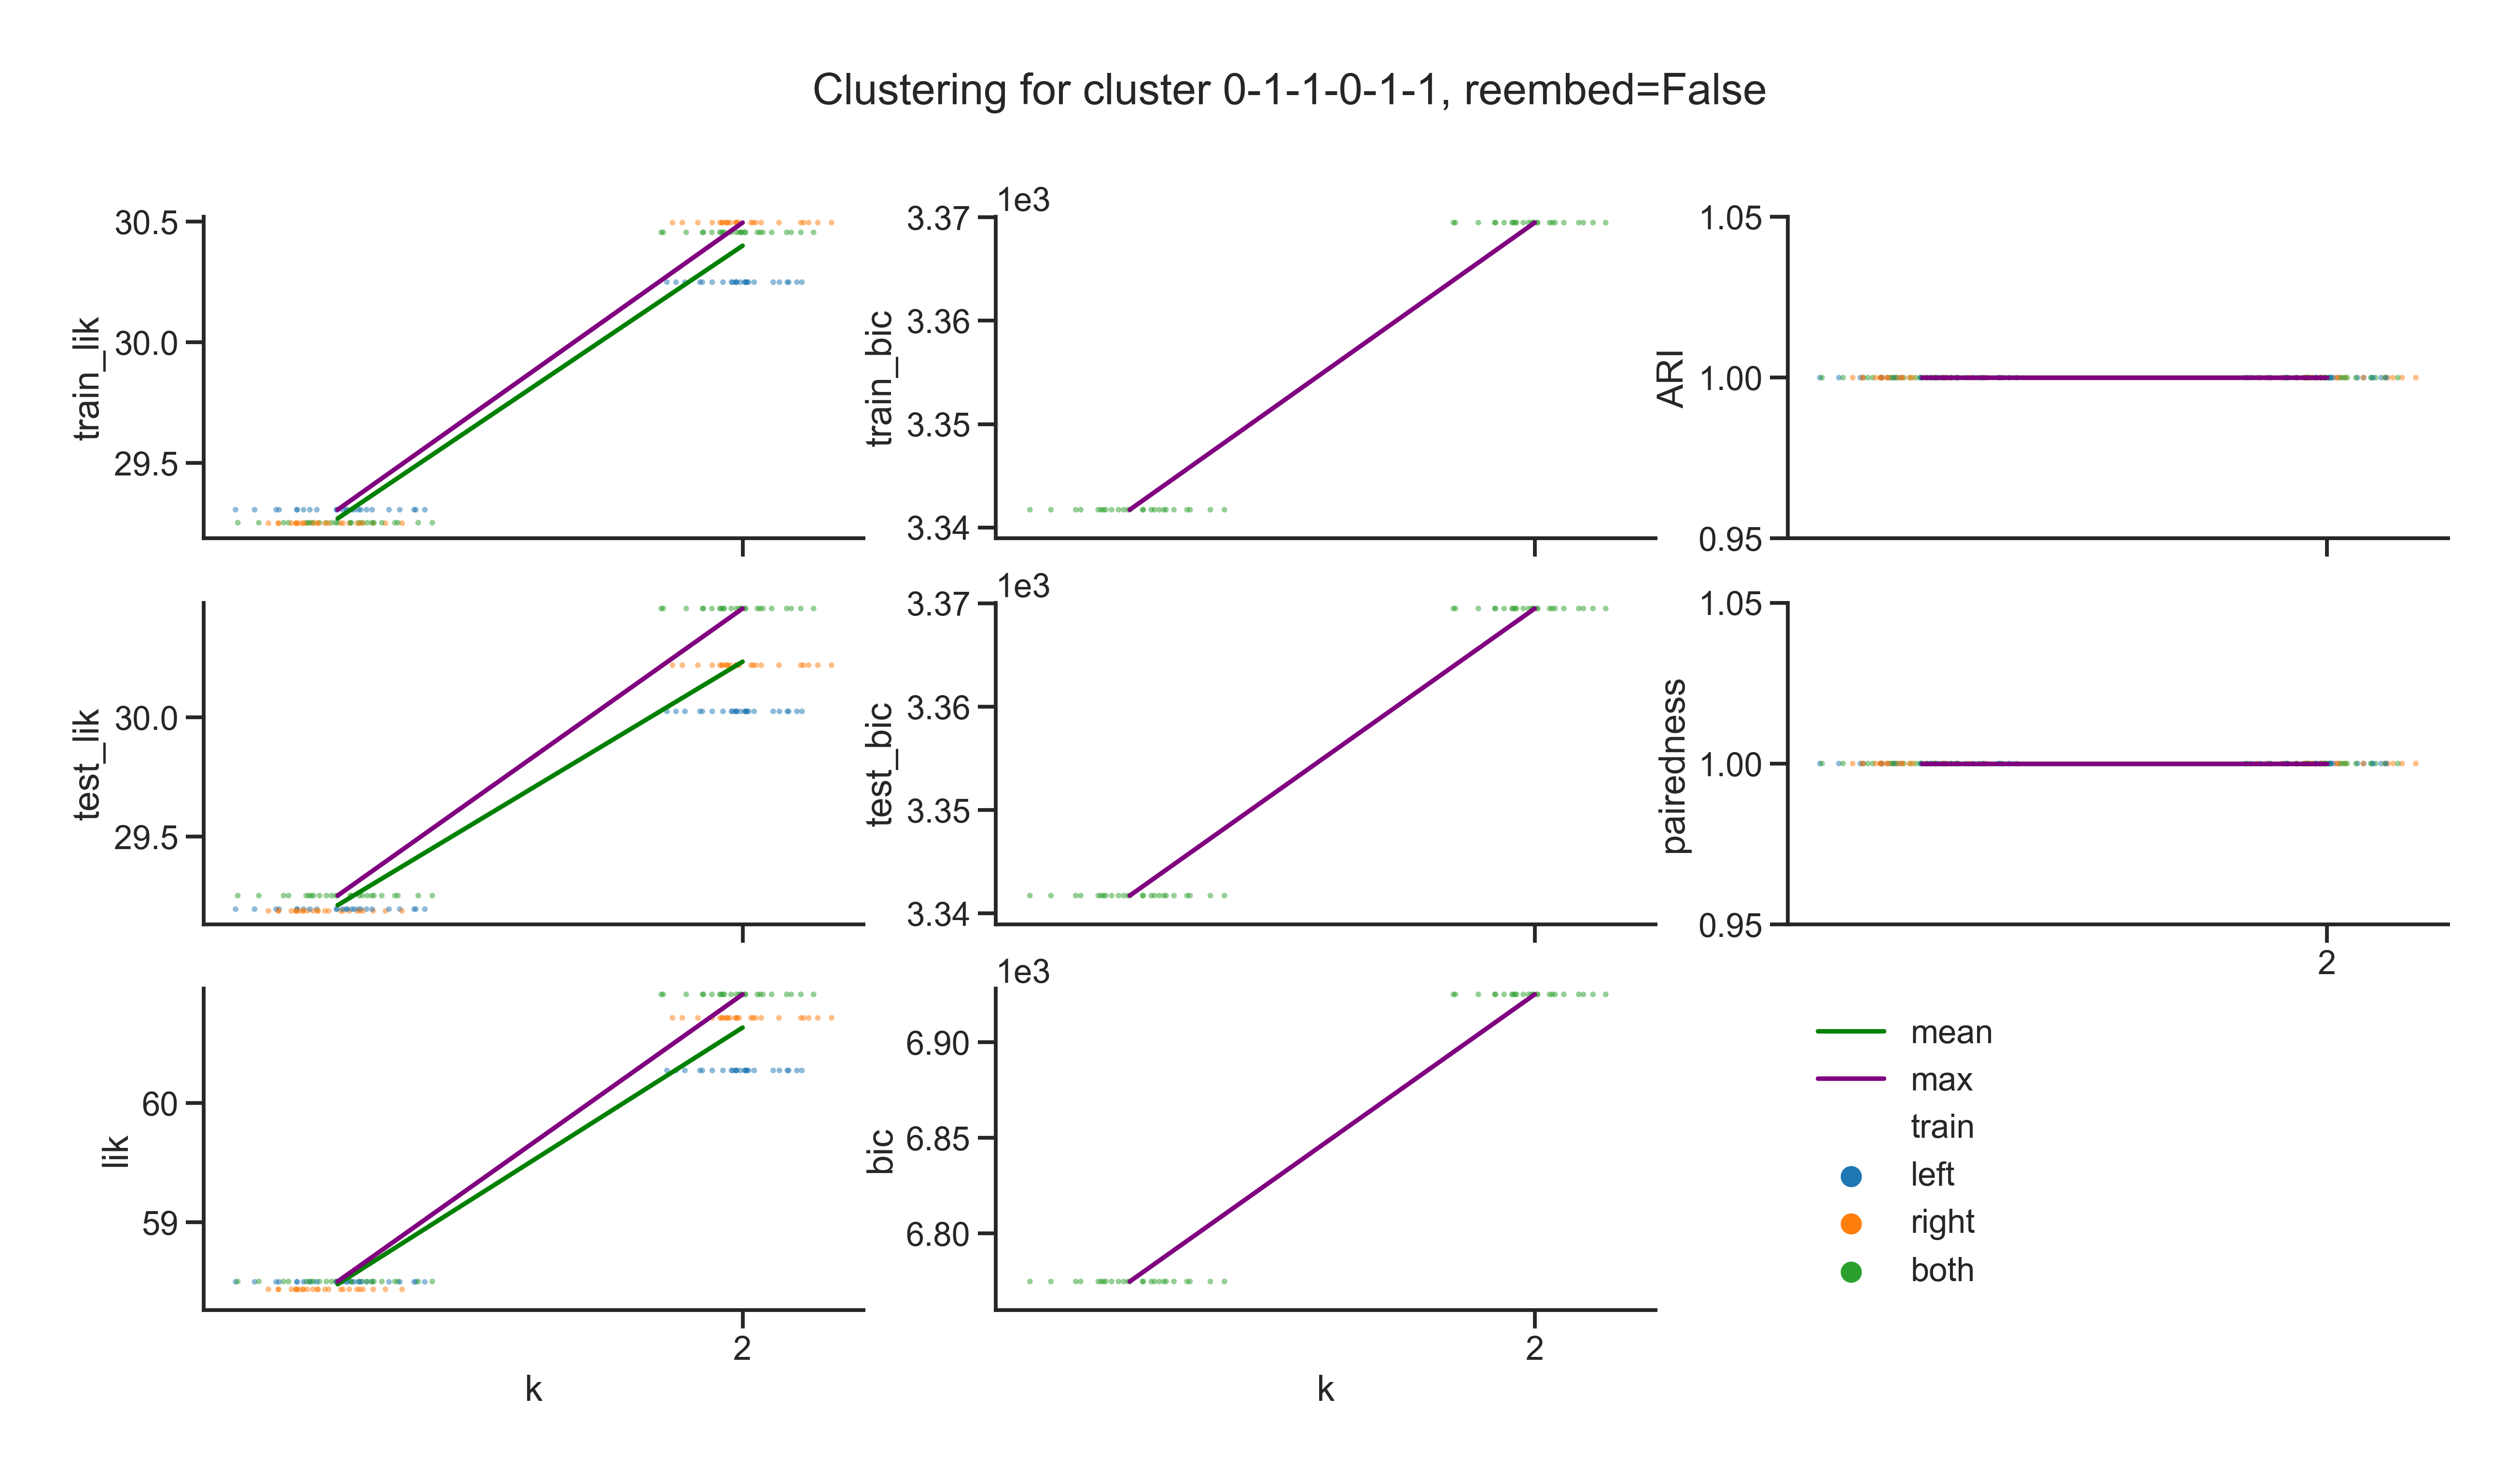 Clustering for cluster 0-1-1-0-1-1, reembed=False
30.5
30.0
29.5
train_lik
1e3
3.37
3.36
3.35
3.34
train_bic
1.05
1.00
0.95
ARI
30.0
29.5
test_lik
1e3
3.37
3.36
3.35
3.34
test_bic
1.05
1.00
0.95
pairedness
2
60
59
lik
2
k
1e3
6.90
6.85
6.80
bic
2
k
mean
max
train
left
right
both